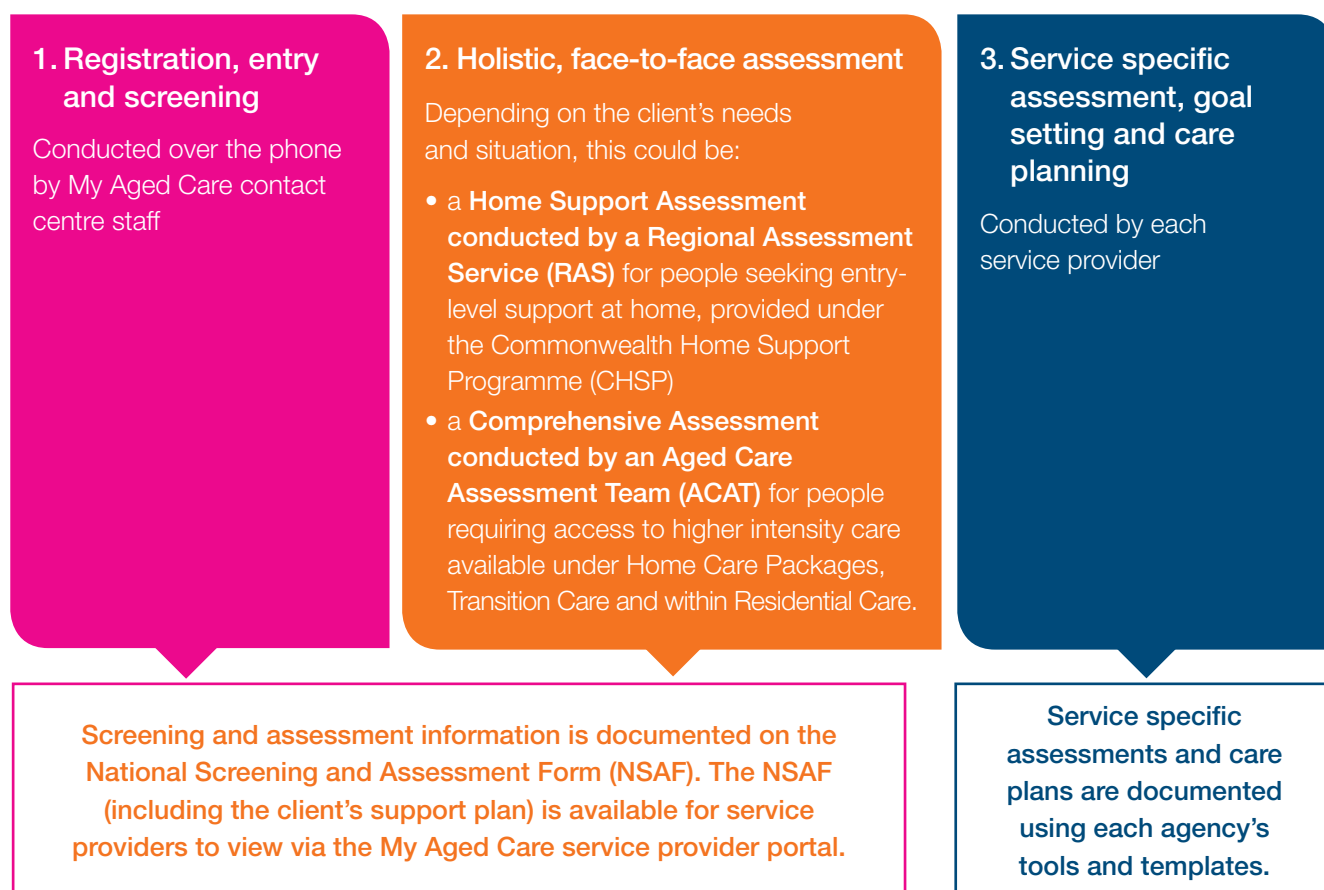 1. Registration, entry
and screening
Conducted over the phone
by My Aged Care contact
centre staff
2. Holistic, face-to-face assessment
Depending on the client's needs
and situation, this could be:
• a Home Support Assessment
conducted by a Regional Assessment
Service (RAS) for people seeking entry-
level support at home, provided under
the Commonwealth Home Support
Programme (CHSP)
• a Comprehensive Assessment
conducted by an Aged Care
Assessment Team (ACAT) for people
requiring access to higher intensity care
available under Home Care Packages,
Transition Care and within Residential Care.
3. Service specific
assessment, goal
setting and care
planning
Conducted by each
service provider
Screening and assessment information is documented on the
National Screening and Assessment Form (NSAF). The NSAF
(including the client's support plan) is available for service
providers to view via the My Aged Care service provider portal.
Service specific
assessments and care
plans are documented
using each agency's
tools and templates.